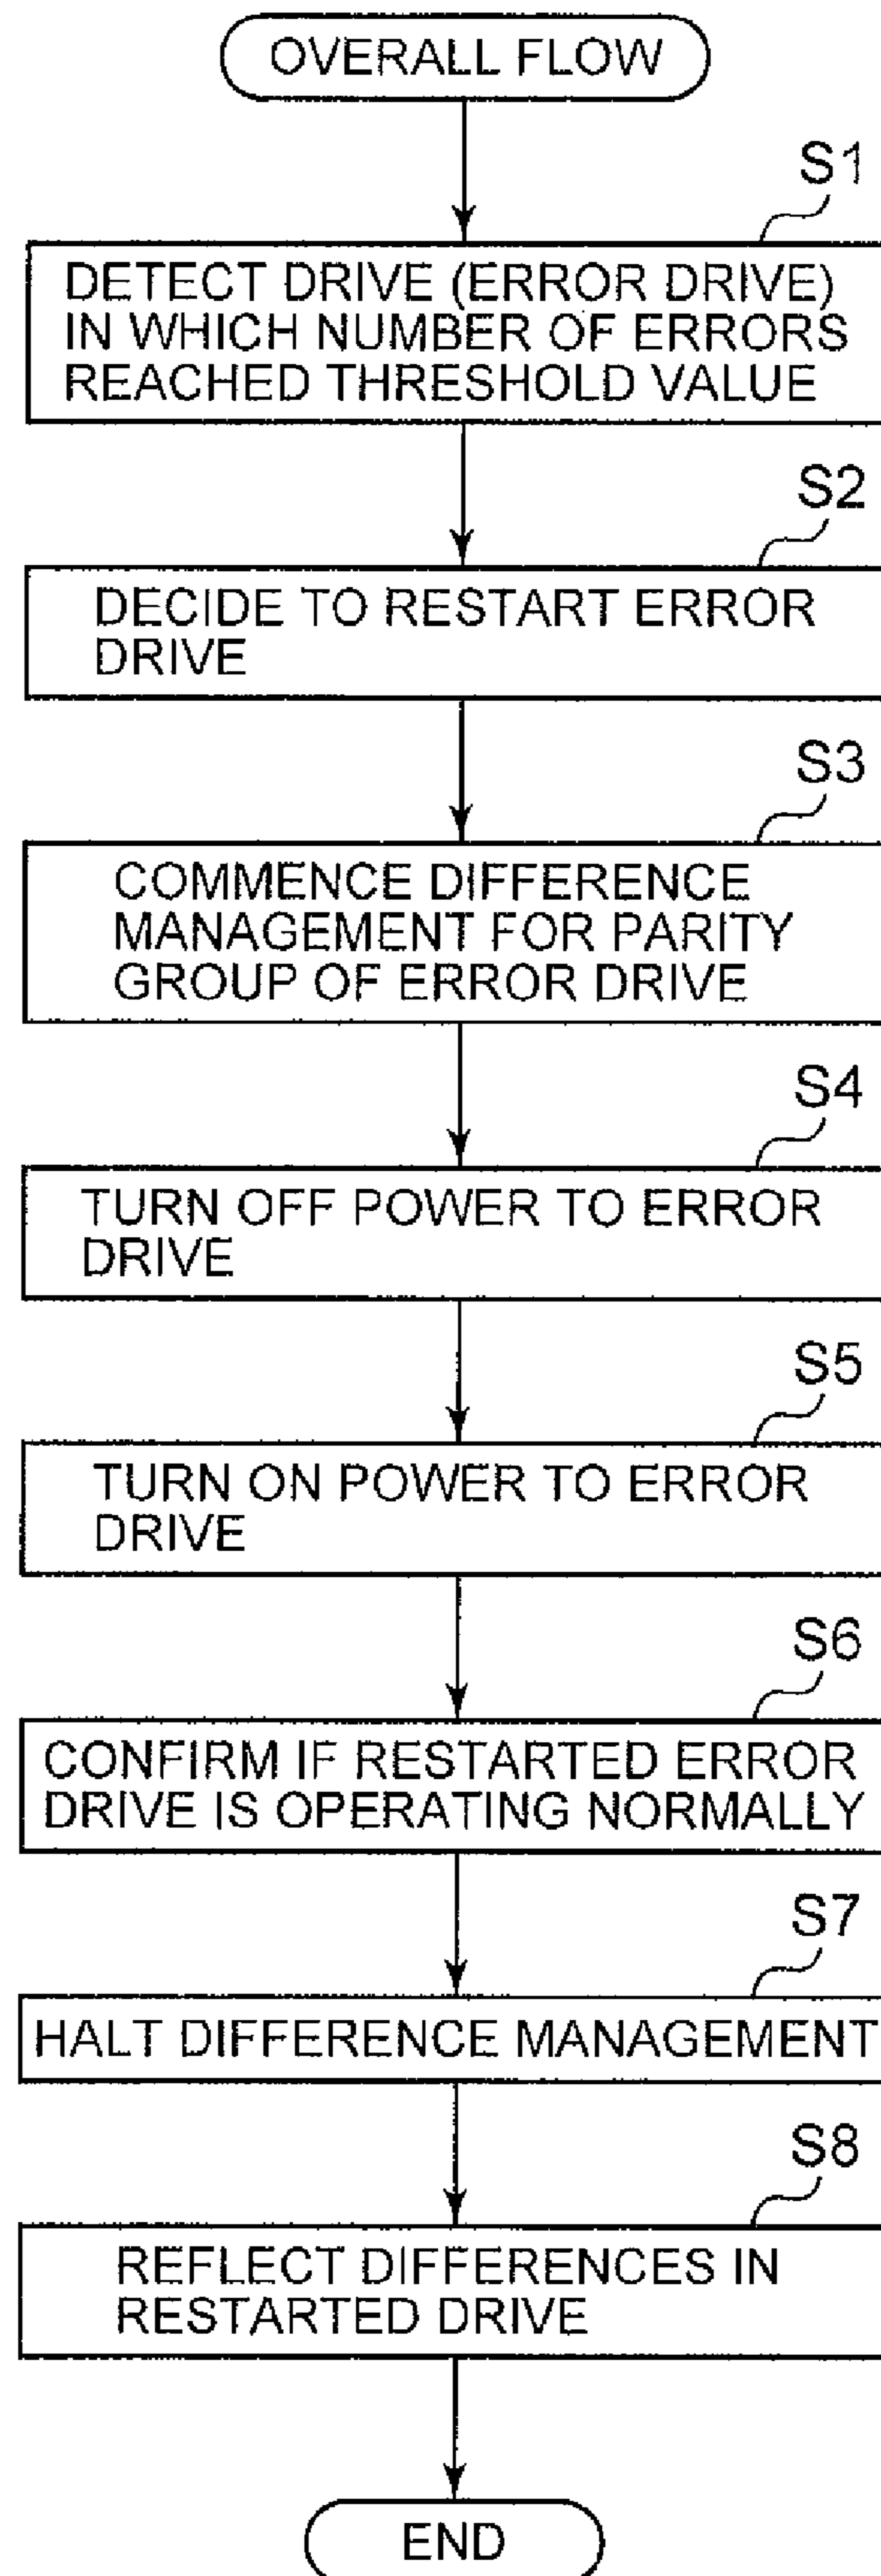 OVERALL FLOW
S1
DETECT DRIVE (ERROR DRIVE)
IN WHICH NUMBER OF ERRORS
REACHED THRESHOLD VALUE
S2
DECIDE TO RESTART ERROR
DRIVE
S3
COMMENCE DIFFERENCE
MANAGEMENT FOR PARITY
GROUP OF ERROR DRIVE
S4
TURN OFF POWER TO ERROR
DRIVE
S5
TURN ON POWER TO ERROR
DRIVE
S6
CONFIRM IF RESTARTED ERROR
DRIVE IS OPERATING NORMALLY
S7
HALT DIFFERENCE MANAGEMENT
S8
REFLECT DIFFERENCES IN
RESTARTED DRIVE
END